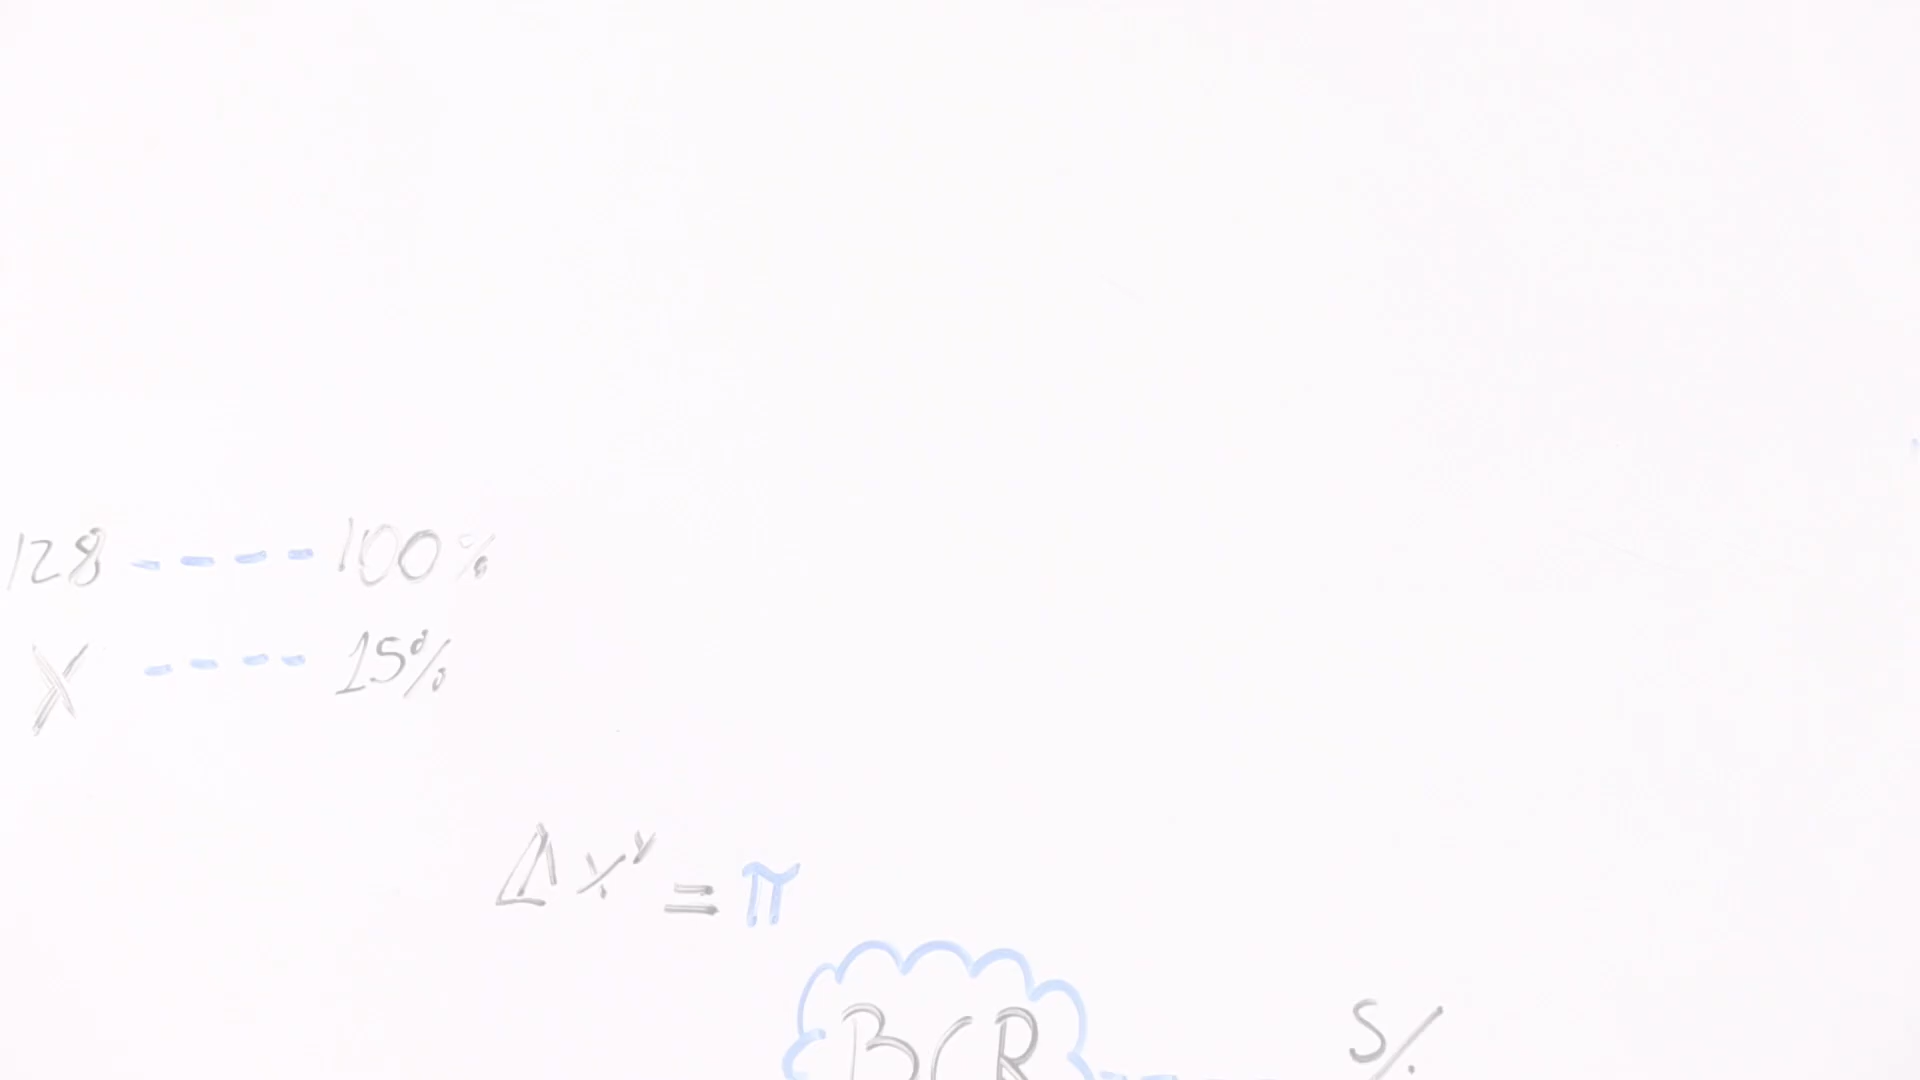 128 ---- 100%
X ---- 15%
Δx^y = π
BCR
S/.